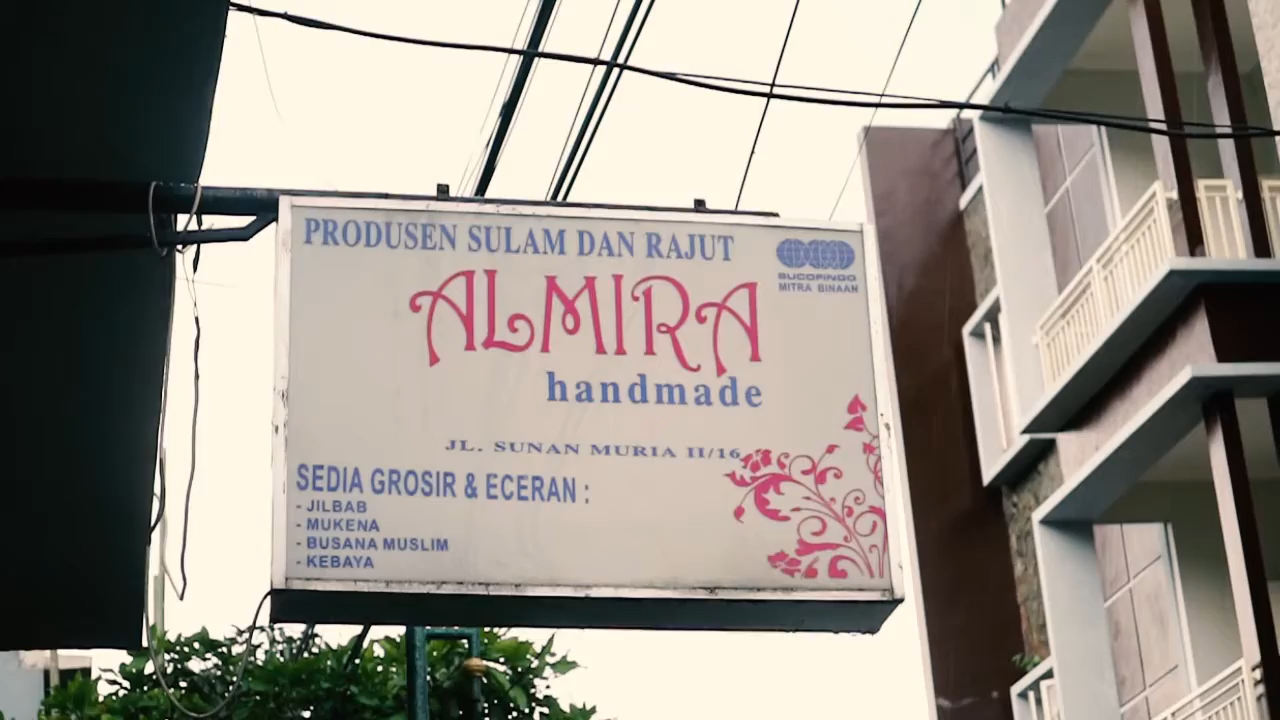 PRODUSEN SULAM DAN RAJUT
SUCOFINDO
MITRA BINAAN
ALMIRA
handmade
JL. SUNAN MURIA II/16
SEDIA GROSIR & ECERAN :
- JILBAB
- MUKENA
- BUSANA MUSLIM
- KEBAYA